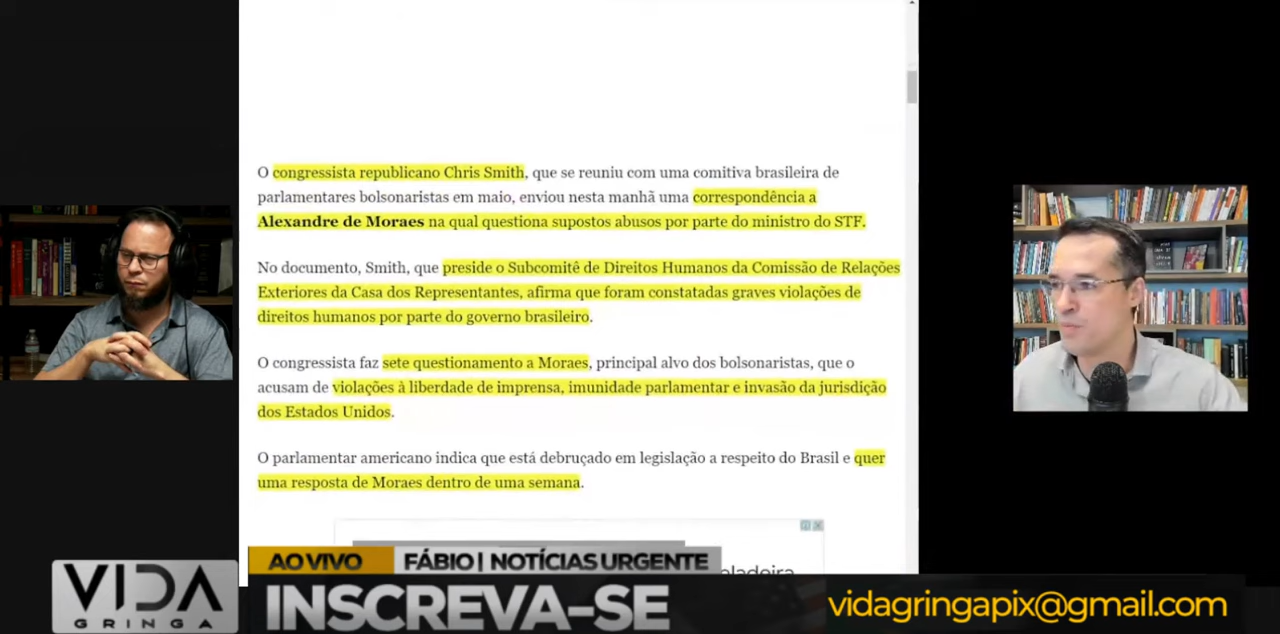 O congressista republicano Chris Smith, que se reuniu com uma comitiva brasileira de
parlamentares bolsonaristas em maio, enviou nesta manhã uma correspondência a
Alexandre de Moraes na qual questiona supostos abusos por parte do ministro do STF.
No documento, Smith, que preside o Subcomitê de Direitos Humanos da Comissão de Relações
Exteriores da Casa dos Representantes, afirma que foram constatadas graves violações de
direitos humanos por parte do governo brasileiro.
O congressista faz sete questionamento a Moraes, principal alvo dos bolsonaristas, que o
acusam de violações à liberdade de imprensa, imunidade parlamentar e invasão da jurisdição
dos Estados Unidos.
O parlamentar americano indica que está debruçado em legislação a respeito do Brasil e quer
uma resposta de Moraes dentro de uma semana.
AO VIVO FÁBIO | NOTÍCIAS URGENTE
VIDA
GRINGA
INSCREVA-SE
vidagringapix@gmail.com